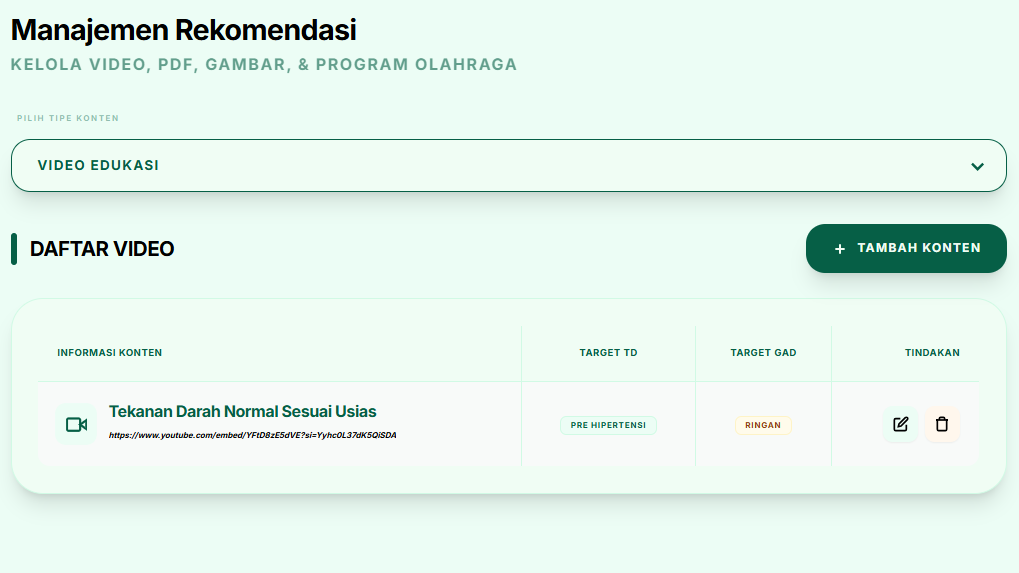 Manajemen Rekomendasi
KELOLA VIDEO, PDF, GAMBAR, & PROGRAM OLAHRAGA
PILIH TIPE KONTEN
VIDEO EDUKASI
DAFTAR VIDEO
+ TAMBAH KONTEN
INFORMASI KONTEN TARGET TD TARGET GAD TINDAKAN
Tekanan Darah Normal Sesuai Usias
https://www.youtube.com/embed/YFtD8zE5dVE?si=Yyhc0L37dK5QiSDA
PRE HIPERTENSI RINGAN